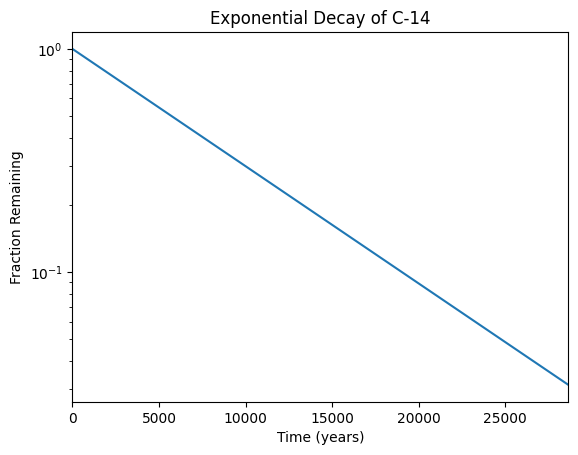 Exponential Decay of C-14
10⁰
10⁻¹
Fraction Remaining
0 5000 10000 15000 20000 25000
Time (years)